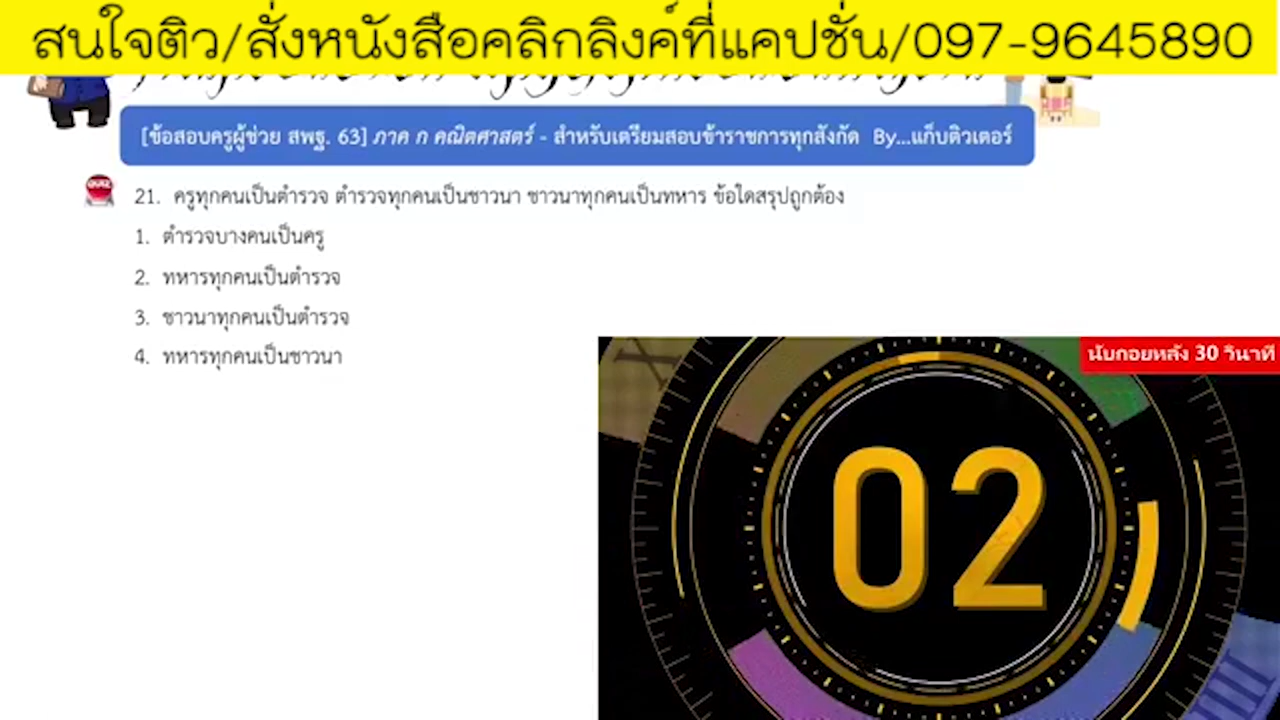 สนใจติว/สั่งหนังสือคลิกลิงค์ที่แคปชั่น/097-9645890
[ข้อสอบครูผู้ช่วย สพฐ. 63] ภาค ก คณิตศาสตร์ - สำหรับเตรียมสอบข้าราชการทุกสังกัด By...แก็บติวเตอร์
QUIZ
21. ครูทุกคนเป็นตำรวจ ตำรวจทุกคนเป็นชาวนา ชาวนาทุกคนเป็นทหาร ข้อใดสรุปถูกต้อง
1. ตำรวจบางคนเป็นครู
2. ทหารทุกคนเป็นตำรวจ
3. ชาวนาทุกคนเป็นตำรวจ
4. ทหารทุกคนเป็นชาวนา
นับถอยหลัง 30 วินาที
02